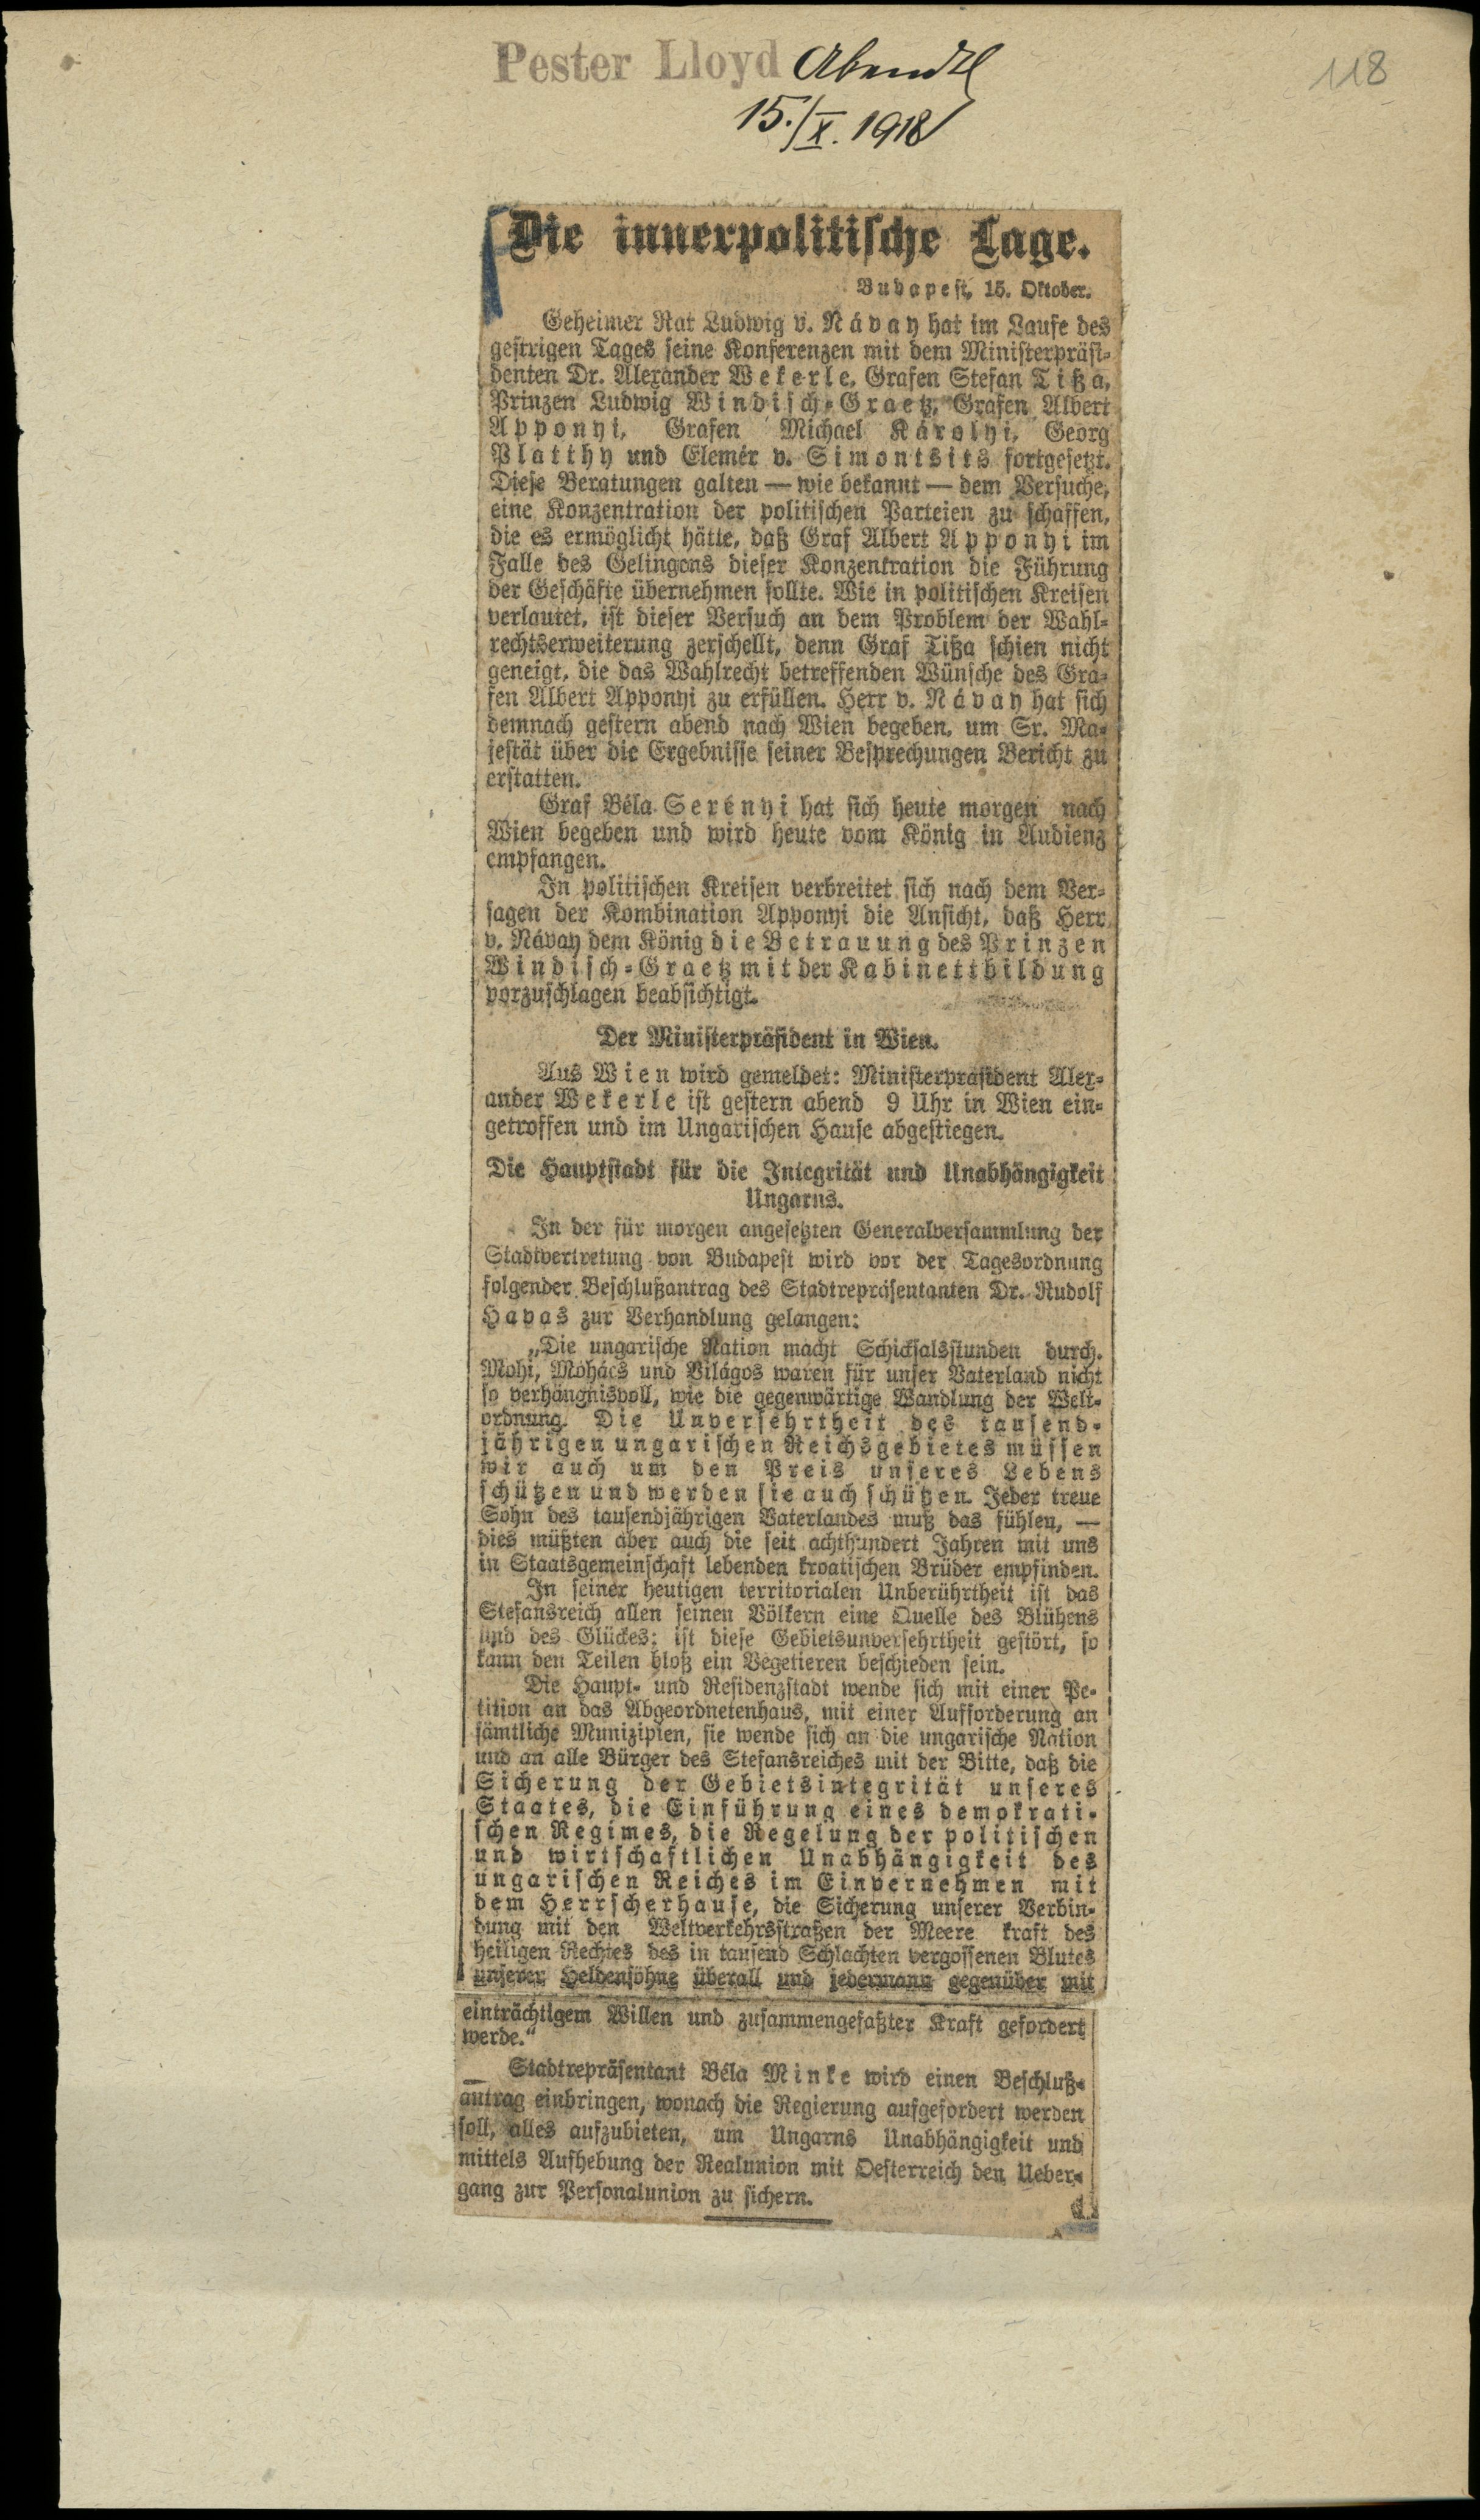 Pester Lloyd Abendbl
118
15./X. 1918
Die innerpolitische Lage.
Budapest, 15. Oktober.
Geheimer Rat Ludwig v. Návay hat im Laufe des
gestrigen Tages seine Konferenzen mit dem Ministerpräsi-
denten Dr. Alexander Wekerle, Grafen Stefan Tißa,
Prinzen Ludwig Windisch-Graetz, Grafen Albert
Apponyi, Grafen Michael Károlyi, Georg
Platthy und Elemér v. Simontsits fortgesetzt.
Diese Beratungen galten — wie bekannt — dem Versuche,
eine Konzentration der politischen Parteien zu schaffen,
die es ermöglicht hätte, daß Graf Albert Apponyi im
Falle des Gelingens dieser Konzentration die Führung
der Geschäfte übernehmen sollte. Wie in politischen Kreisen
verlautet, ist dieser Versuch an dem Problem der Wahl-
rechtserweiterung zerschellt, denn Graf Tißa schien nicht
geneigt, die das Wahlrecht betreffenden Wünsche des Gra-
fen Albert Apponyi zu erfüllen. Herr v. Návay hat sich
demnach gestern abend nach Wien begeben, um Sr. Ma-
jestät über die Ergebnisse seiner Besprechungen Bericht zu
erstatten.
Graf Béla Serényi hat sich heute morgen nach
Wien begeben und wird heute vom König in Audienz
empfangen.
In politischen Kreisen verbreitet sich nach dem Ver-
sagen der Kombination Apponyi die Ansicht, daß Herr
v. Návay dem König die Betrauung des Prinzen
Windisch-Graetz mit der Kabinettbildung
vorzuschlagen beabsichtigt.
Der Ministerpräsident in Wien.
Aus Wien wird gemeldet: Ministerpräsident Alex-
ander Wekerle ist gestern abend 9 Uhr in Wien ein-
getroffen und im Ungarischen Hause abgestiegen.
Die Hauptstadt für die Integrität und Unabhängigkeit
Ungarns.
In der für morgen angesetzten Generalversammlung der
Stadtvertretung von Budapest wird vor der Tagesordnung
folgender Beschlußantrag des Stadtrepräsentanten Dr. Rudolf
Havas zur Verhandlung gelangen:
„Die ungarische Nation macht Schicksalsstunden durch.
Mohi, Mohács und Világos waren für unser Vaterland nicht
so verhängnisvoll, wie die gegenwärtige Wandlung der Welt-
ordnung. Die Unversehrtheit des tausend-
jährigen ungarischen Reichsgebietes müssen
wir auch um den Preis unseres Lebens
schützen und werden sie auch schützen. Jeder treue
Sohn des tausendjährigen Vaterlandes muß das fühlen, —
dies müßten aber auch die seit achthundert Jahren mit uns
in Staatsgemeinschaft lebenden kroatischen Brüder empfinden.
In seiner heutigen territorialen Unberührtheit ist das
Stefansreich allen seinen Völkern eine Quelle des Blühens
und des Glückes; ist diese Gebietsunversehrtheit gestört, so
kann den Teilen bloß ein Vegetieren beschieden sein.
Die Haupt- und Residenzstadt wende sich mit einer Pe-
tition an das Abgeordnetenhaus, mit einer Aufforderung an
sämtliche Munizipien, sie wende sich an die ungarische Nation
und an alle Bürger des Stefansreiches mit der Bitte, daß die
Sicherung der Gebietsintegrität unseres
Staates, die Einführung eines demokrati-
schen Regimes, die Regelung der politischen
und wirtschaftlichen Unabhängigkeit des
ungarischen Reiches im Einvernehmen mit
dem Herrscherhause, die Sicherung unserer Verbin-
dung mit den Weltverkehrsstraßen der Meere kraft des
heiligen Rechtes des in tausend Schlachten vergossenen Blutes
unserer Heldensöhne überall und jedermann gegenüber mit
einträchtigem Willen und zusammengefaßter Kraft gefordert
werde.“
Stadtrepräsentant Béla Minke wird einen Beschluß-
antrag einbringen, wonach die Regierung aufgefordert werden
soll, alles aufzubieten, um Ungarns Unabhängigkeit und
mittels Aufhebung der Realunion mit Oesterreich den Ueber-
gang zur Personalunion zu sichern.